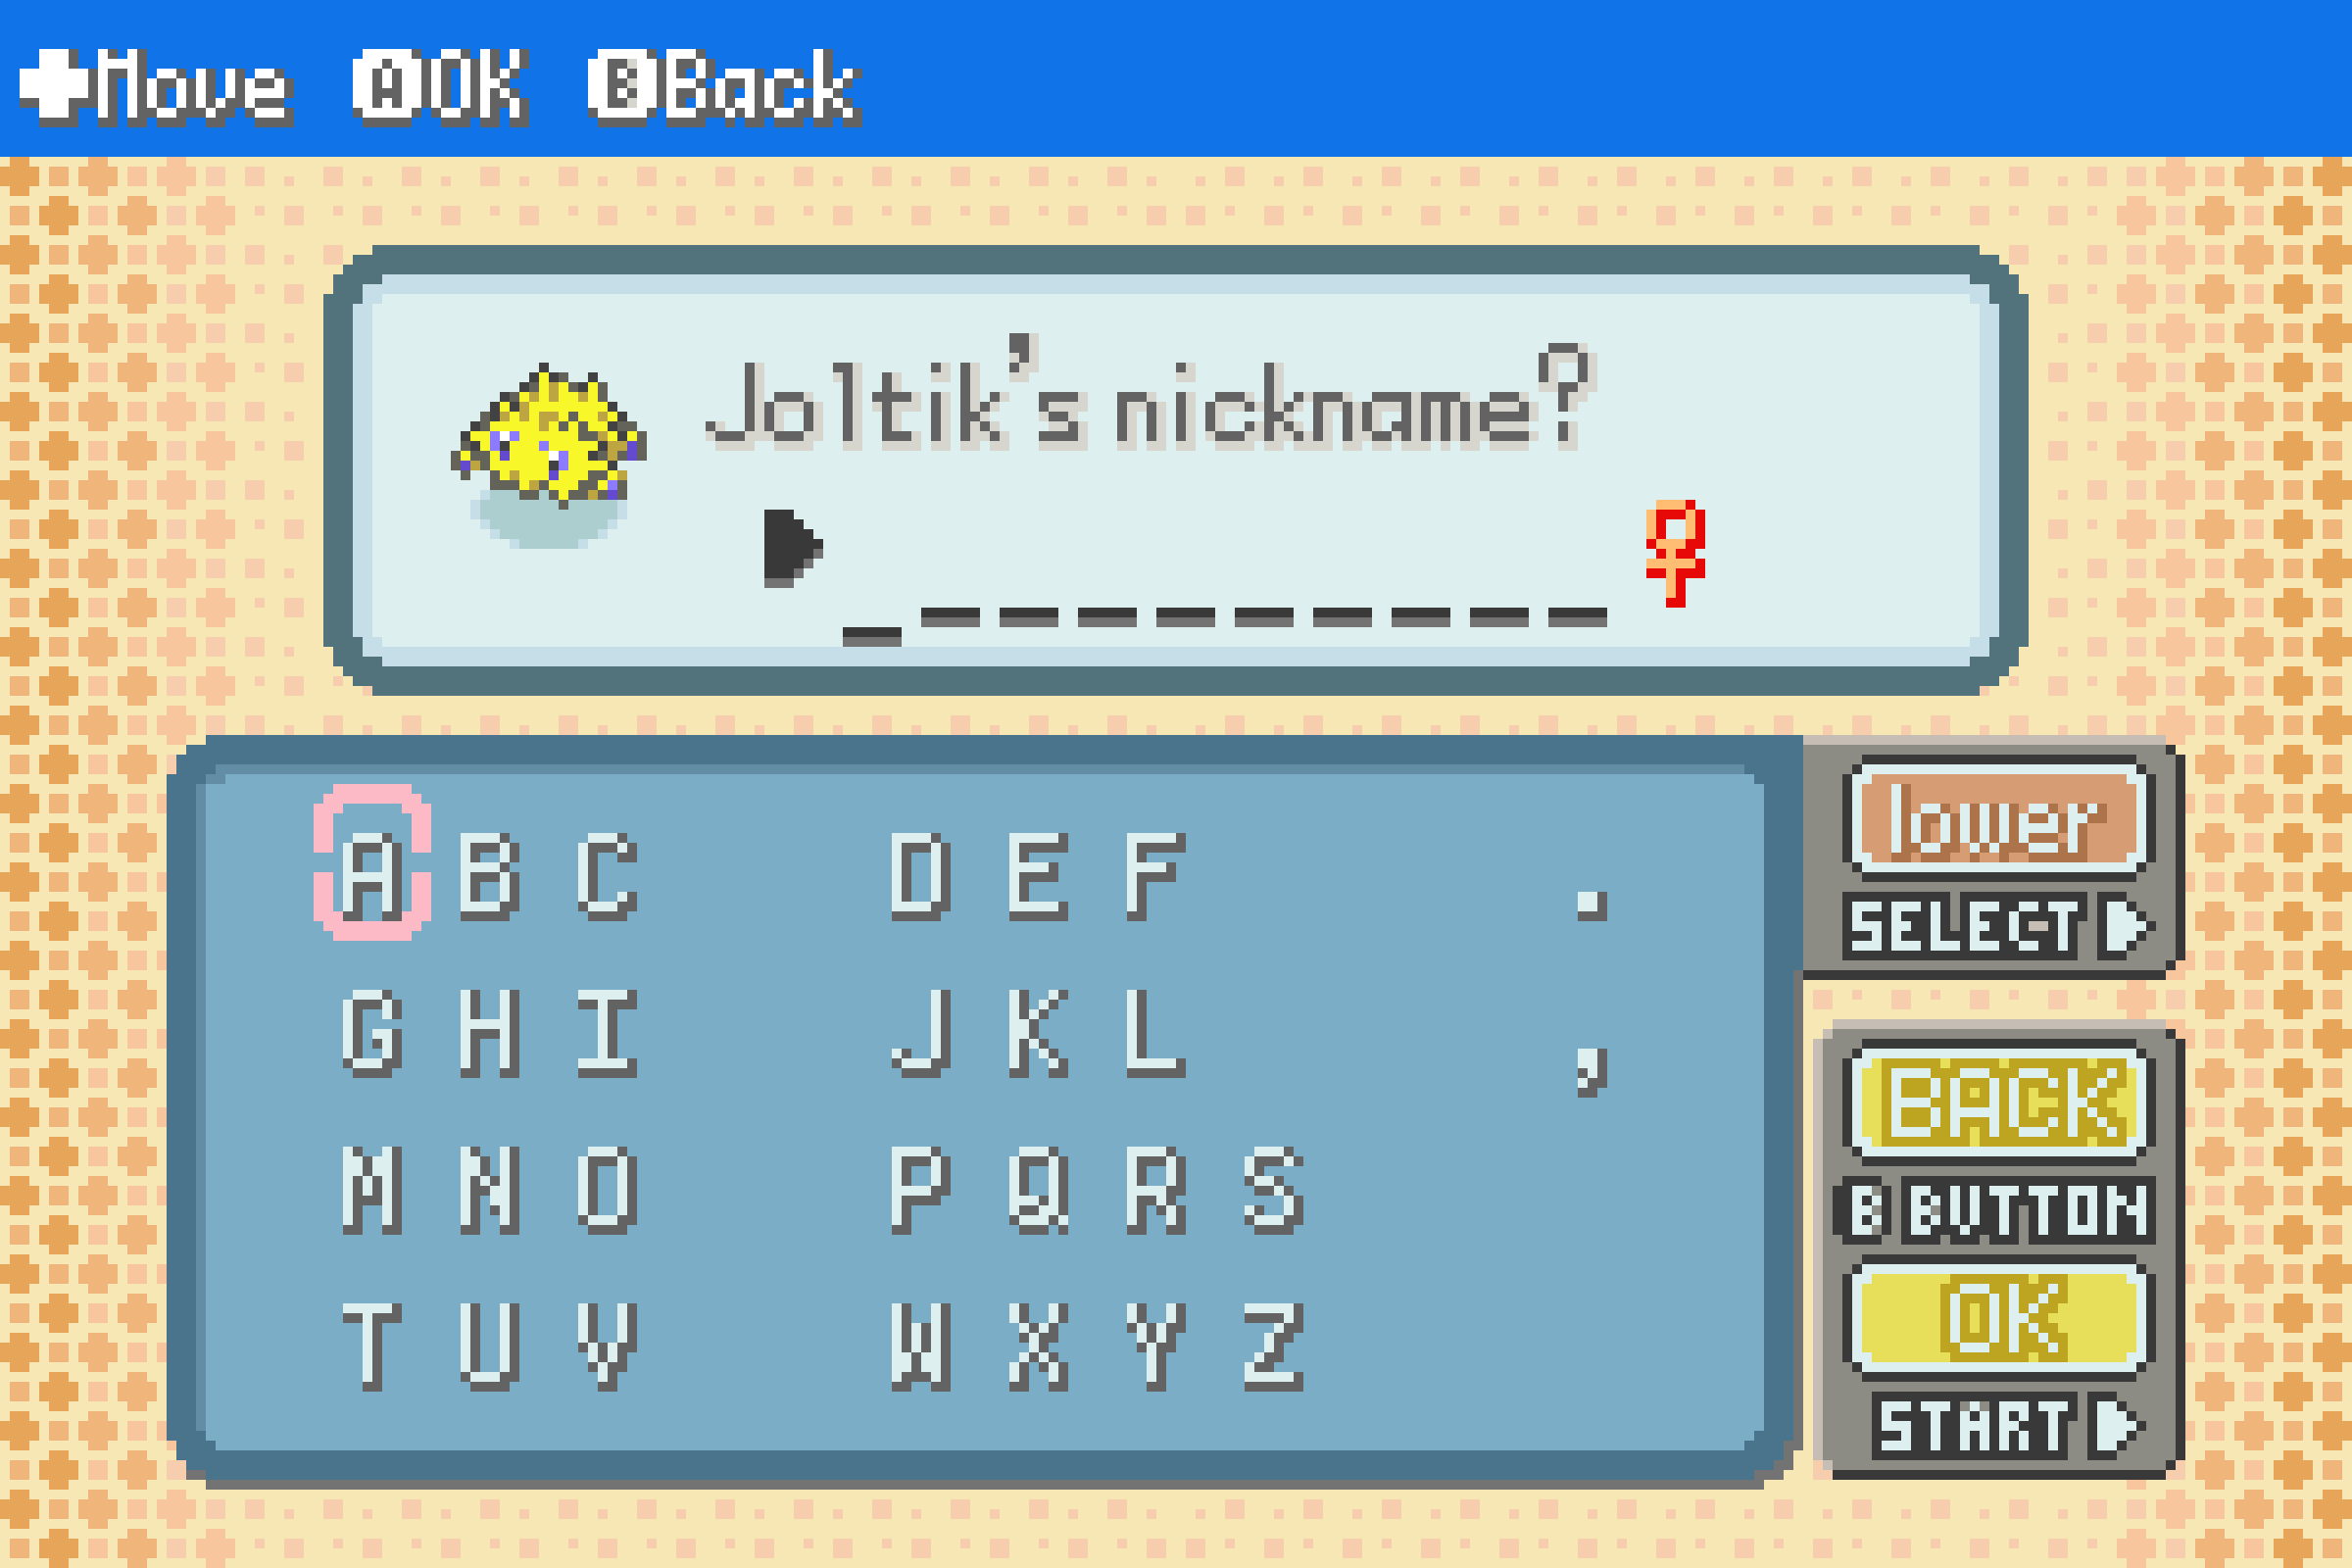 Move A OK B Back
Joltik's nickname?
A B C D E F .
G H I J K L ,
M N O P Q R S
T U V W X Y Z
lower
SELECT
BACK
B BUTTON
OK
START